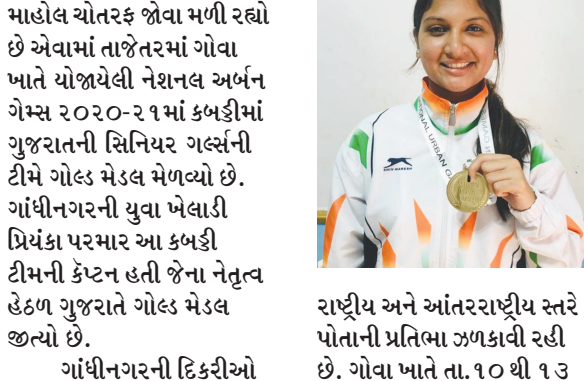 માહોલ ચોતરફ જોવા મળી રહ્યો
છે એવામાં તાજેતરમાં ગોવા
ખાતે યોજાયેલી નેશનલ અર્બન
ગેમ્સ ૨૦૨૦-૨૧માં કબડ્ડીમાં
ગુજરાતની સિનિયર ગર્લ્સની
ટીમે ગોલ્ડ મેડલ મેળવ્યો છે.
ગાંધીનગરની યુવા ખેલાડી
પ્રિયંકા પરમાર આ કબડ્ડી
ટીમની કૅપ્ટન હતી જેના નેતૃત્વ
હેઠળ ગુજરાતે ગોલ્ડ મેડલ
જીત્યો છે.
ગાંધીનગરની દિકરીઓ
URBAN
રાષ્ટ્રીય અને આંતરરાષ્ટ્રીય સ્તરે
પોતાની પ્રતિભા ઝળકાવી રહી
છે. ગોવા ખાતે તા.૧૦ થી ૧૩